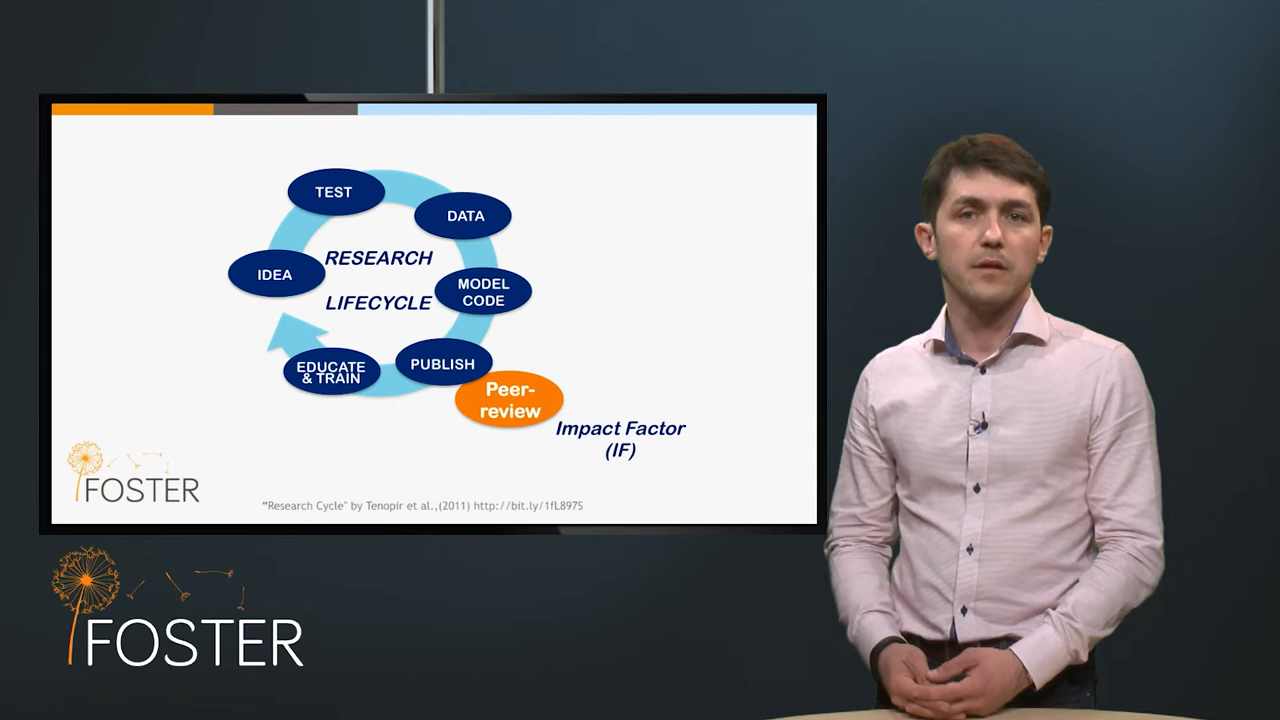 TEST
DATA
RESEARCH
IDEA
MODEL
CODE
LIFECYCLE
PUBLISH
EDUCATE
& TRAIN
Peer-
review
Impact Factor
(IF)
FOSTER
"Research Cycle" by Tenopir et al.,(2011) http://bit.ly/1fL897S
FOSTER